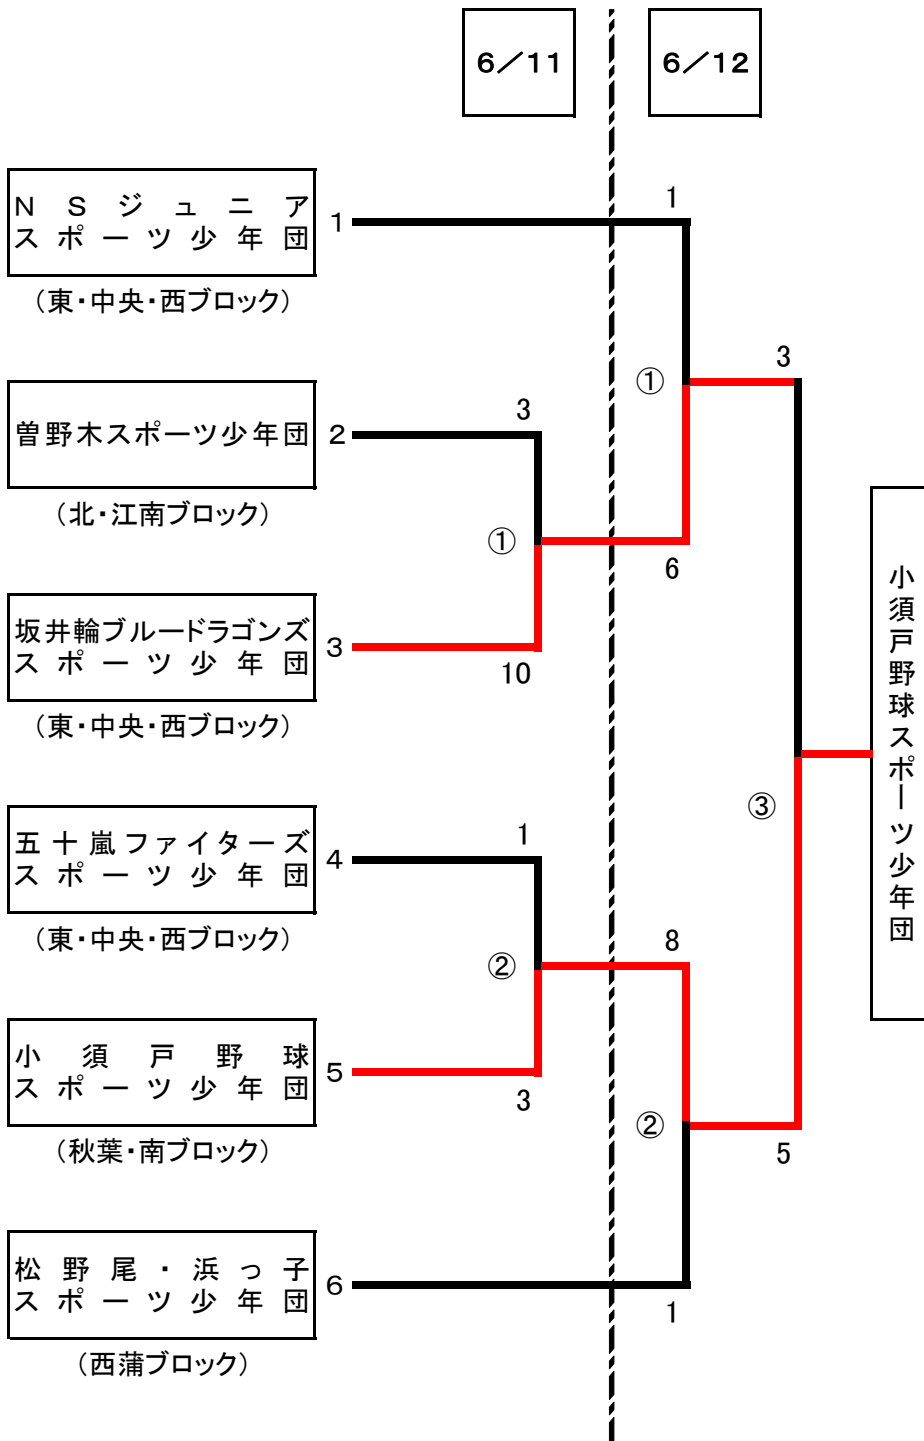 6／11
6／12
NSジュニア
スポーツ少年団
1
1
（東・中央・西ブロック）
3
①
3
曽野木スポーツ少年団
2
（北・江南ブロック）
①
6
坂井輪ブルードラゴンズ
スポーツ少年団
3
10
（東・中央・西ブロック）
小須戸野球スポーツ少年団
③
五十嵐ファイターズ
スポーツ少年団
4
1
（東・中央・西ブロック）
②
8
小須戸野球
スポーツ少年団
5
3
②
5
（秋葉・南ブロック）
松野尾・浜っ子
スポーツ少年団
6
1
（西蒲ブロック）